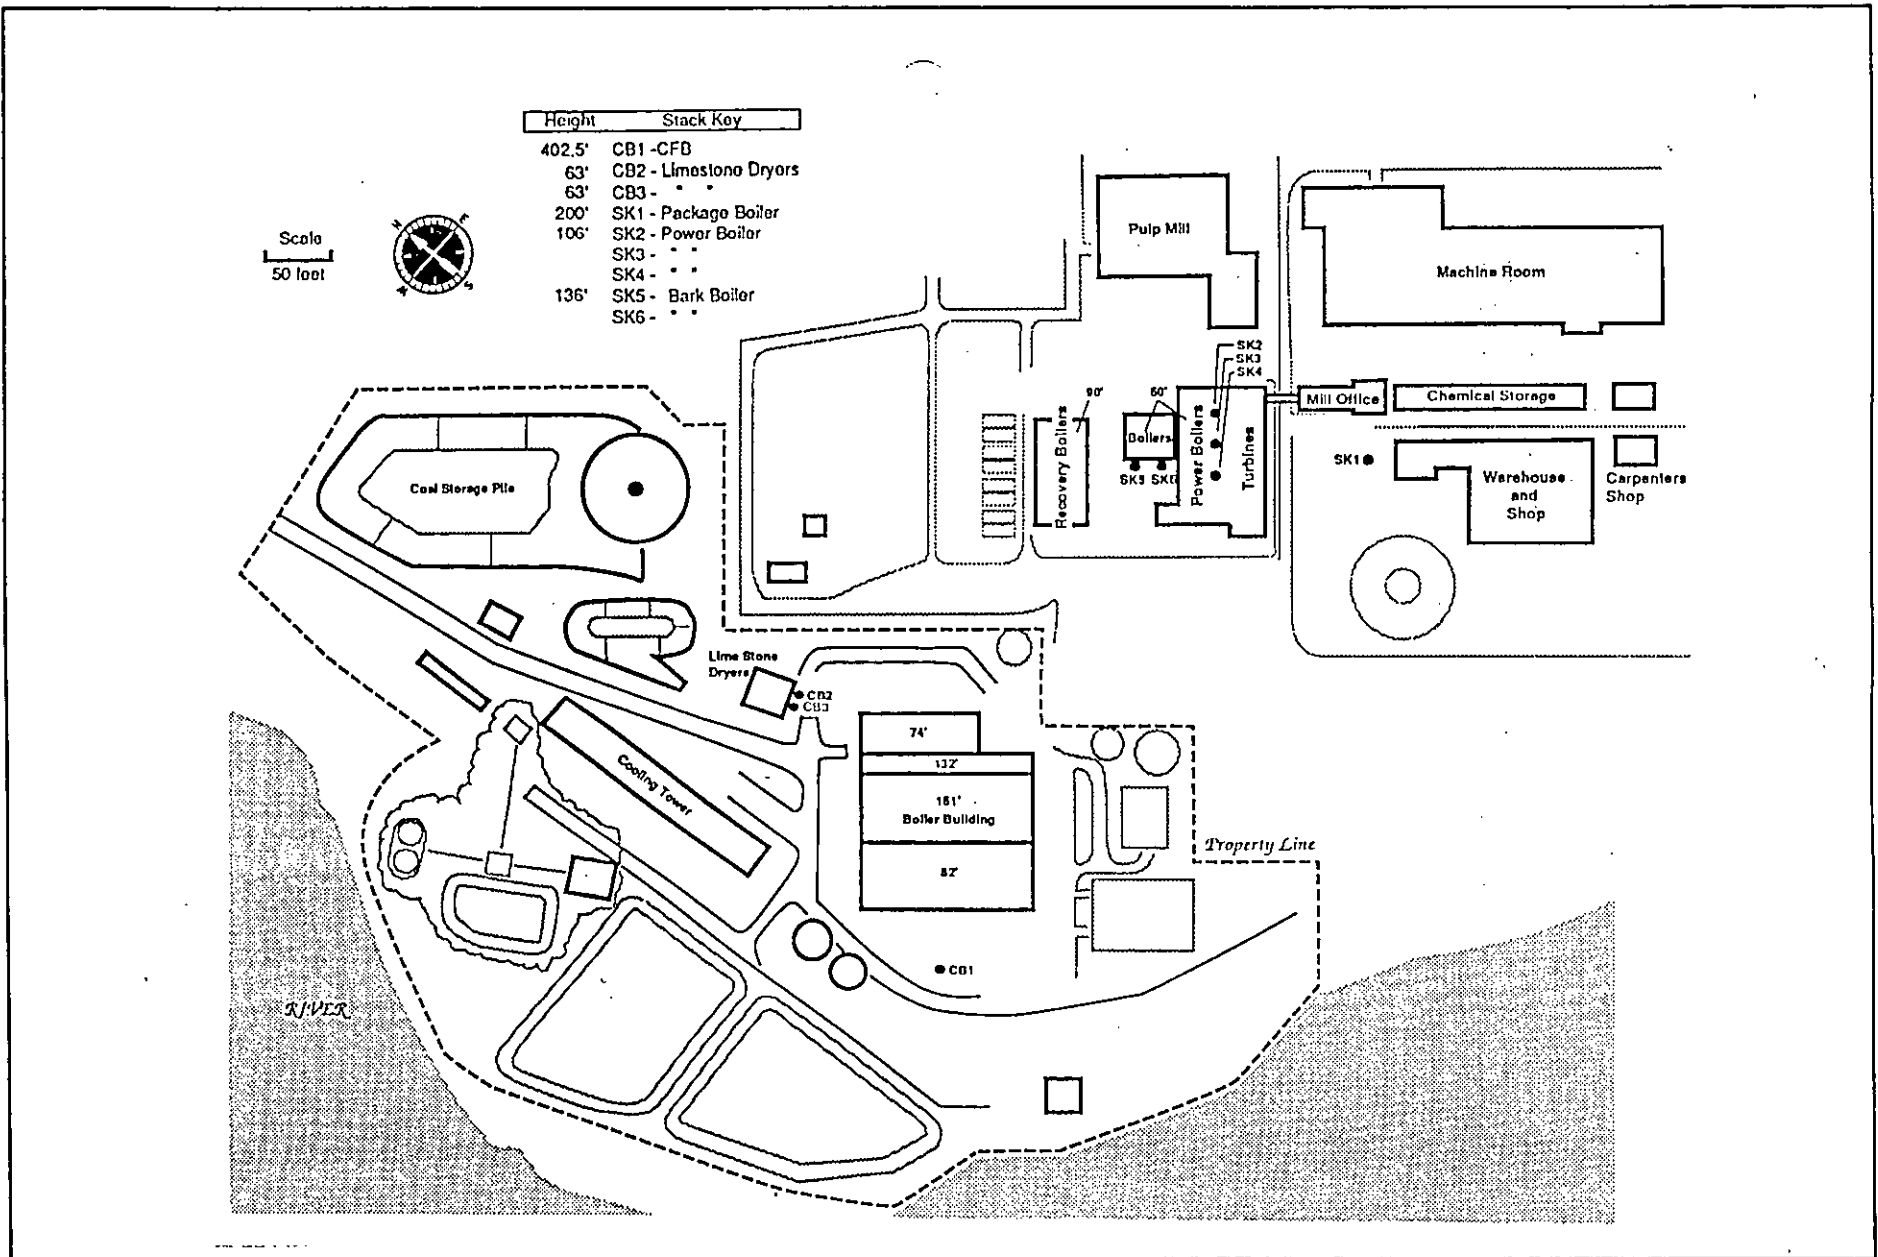 Height Stack Key
402.5' CB1 -CFB
63' CB2 - Limestone Dryers
63' CB3 - " "
200' SK1 - Package Boiler
106' SK2 - Power Boiler
SK3 - " "
SK4 - " "
136' SK5 - Bark Boiler
SK6 - " "
Scale
50 feet
N
E
S
W
Pulp Mill
Machine Room
SK2
SK3
SK4
90'
60'
Mill Office
Chemical Storage
Recovery Boilers
Boilers
Power Boilers
Turbines
SK5 SK6
SK1
Warehouse
and
Shop
Carpenters
Shop
Coal Storage Pile
Lime Stone
Dryers
CB2
CB3
74'
132'
161'
Boiler Building
82'
Cooling Tower
Property Line
CB1
RIVER